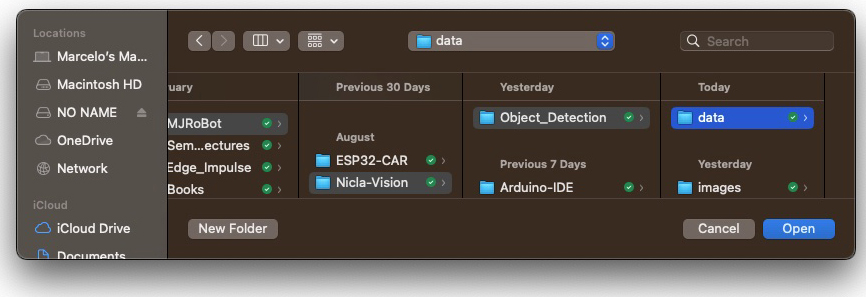 Locations
Marcelo's Ma...
Macintosh HD
NO NAME
OneDrive
Network
iCloud
iCloud Drive
Documents
data
Search
uary
MJRoBot
Sem...ectures
Edge_Impulse
Books
Previous 30 Days
August
ESP32-CAR
Nicla-Vision
Yesterday
Object_Detection
Previous 7 Days
Arduino-IDE
Today
data
Yesterday
images
New Folder
Cancel
Open